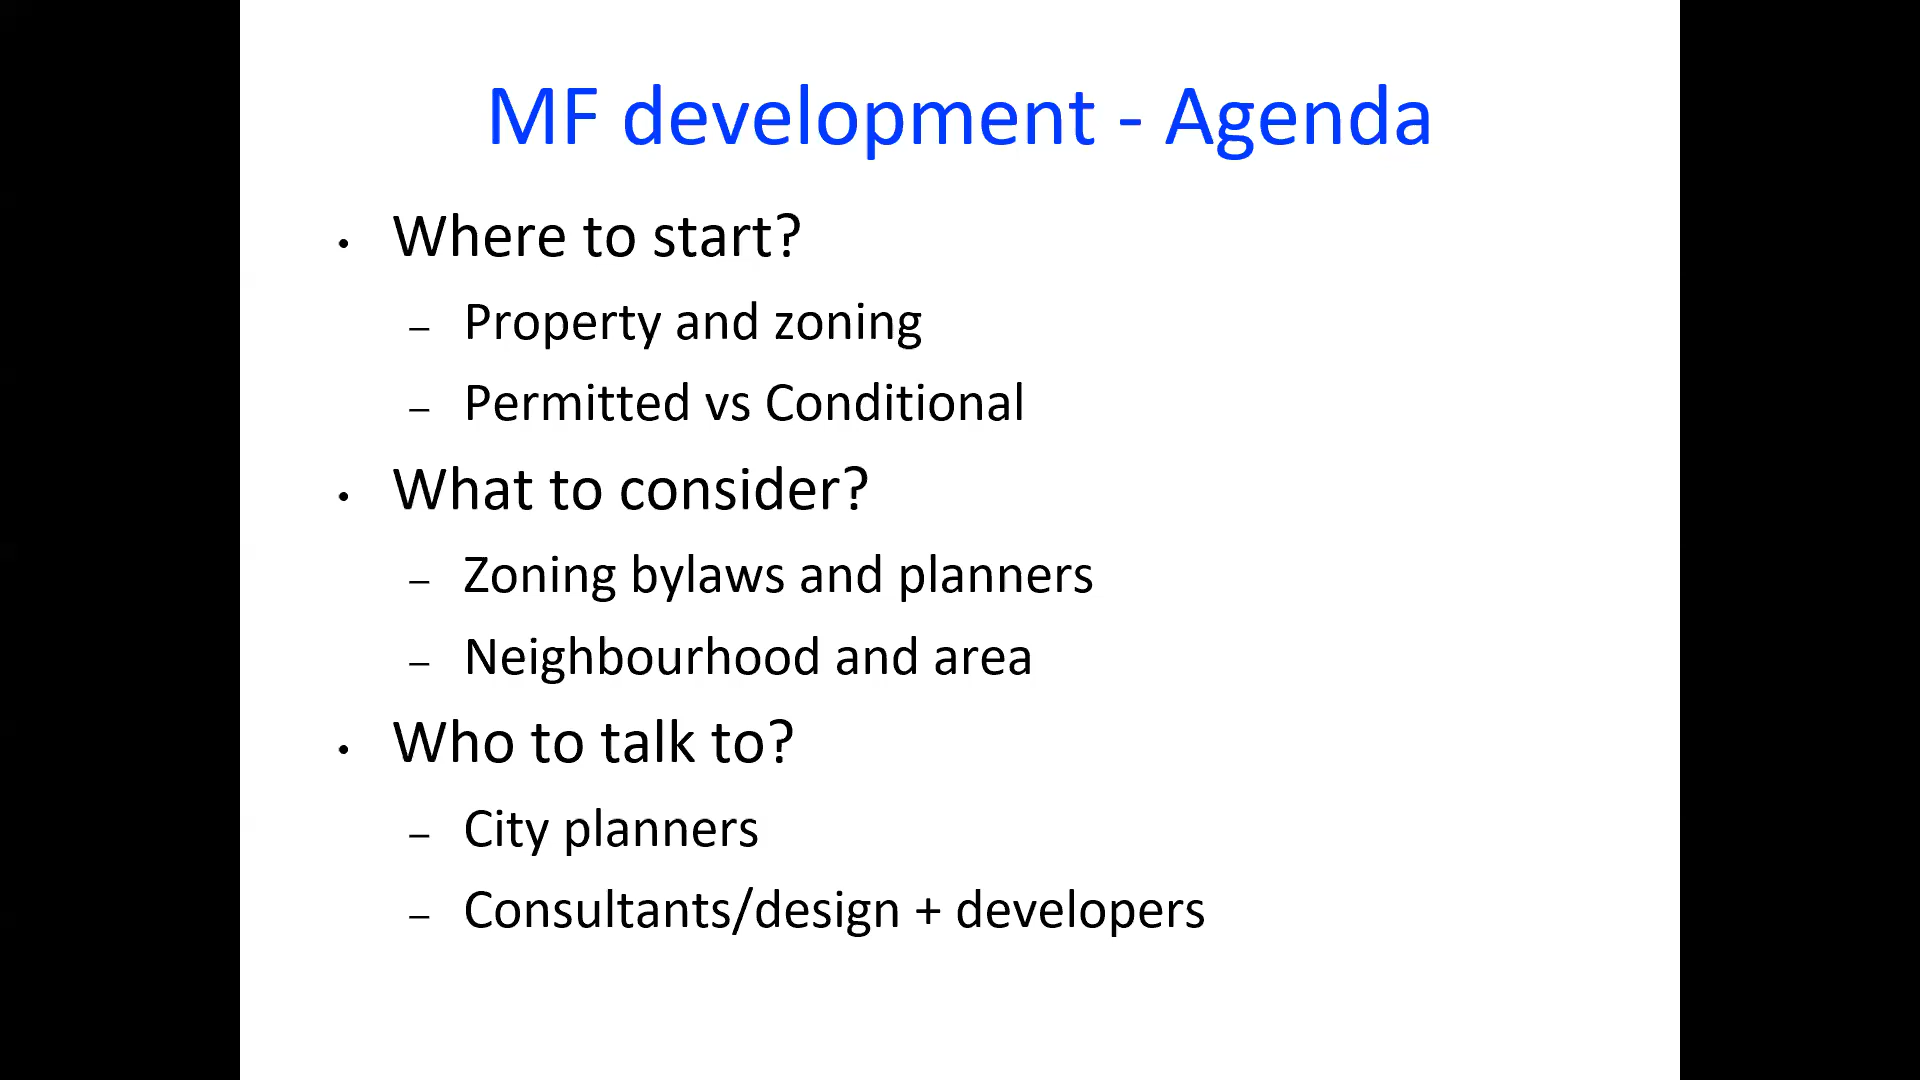 MF development - Agenda
• Where to start?
– Property and zoning
– Permitted vs Conditional
• What to consider?
– Zoning bylaws and planners
– Neighbourhood and area
• Who to talk to?
– City planners
– Consultants/design + developers